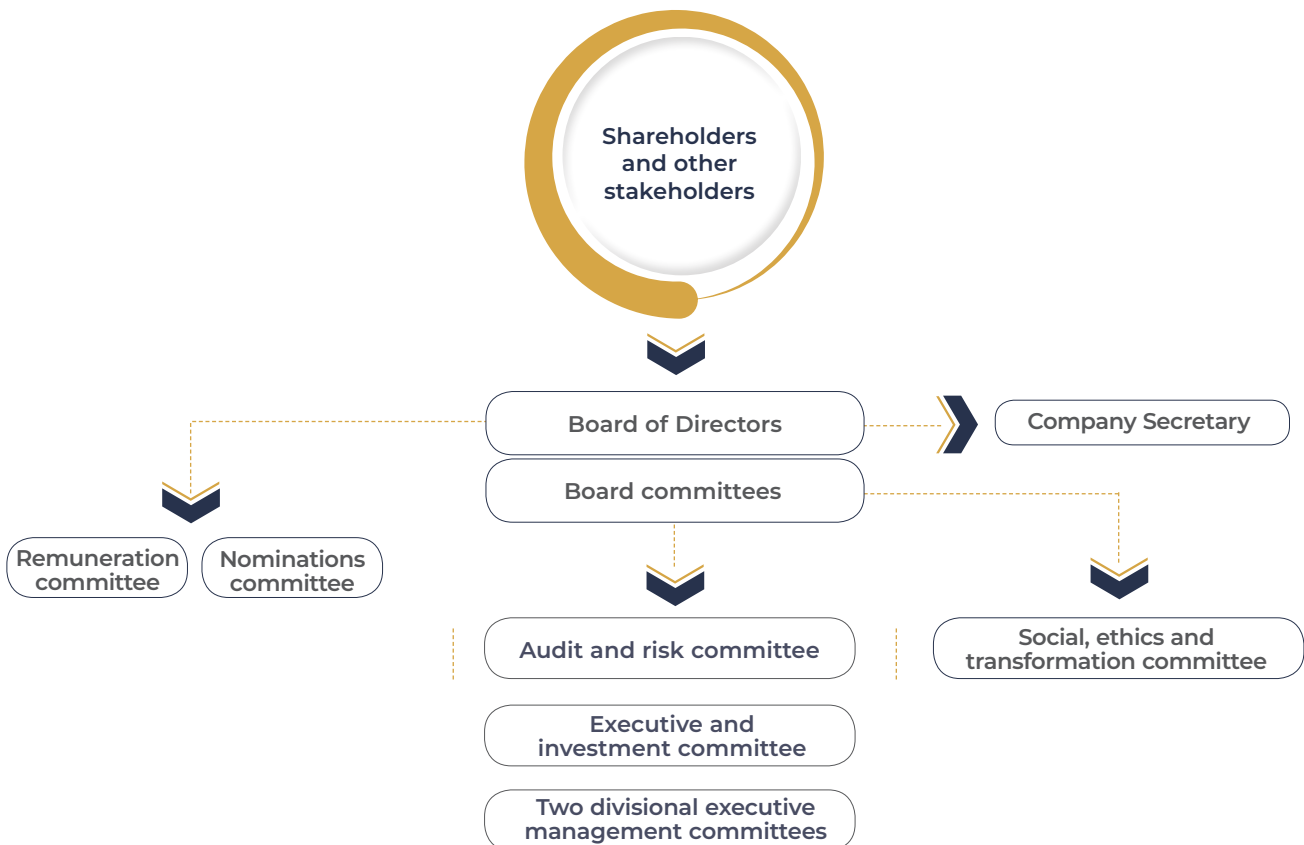 Shareholders
and other
stakeholders
Board of Directors
Company Secretary
Board committees
Remuneration
committee
Nominations
committee
Audit and risk committee
Social, ethics and
transformation committee
Executive and
investment committee
Two divisional executive
management committees